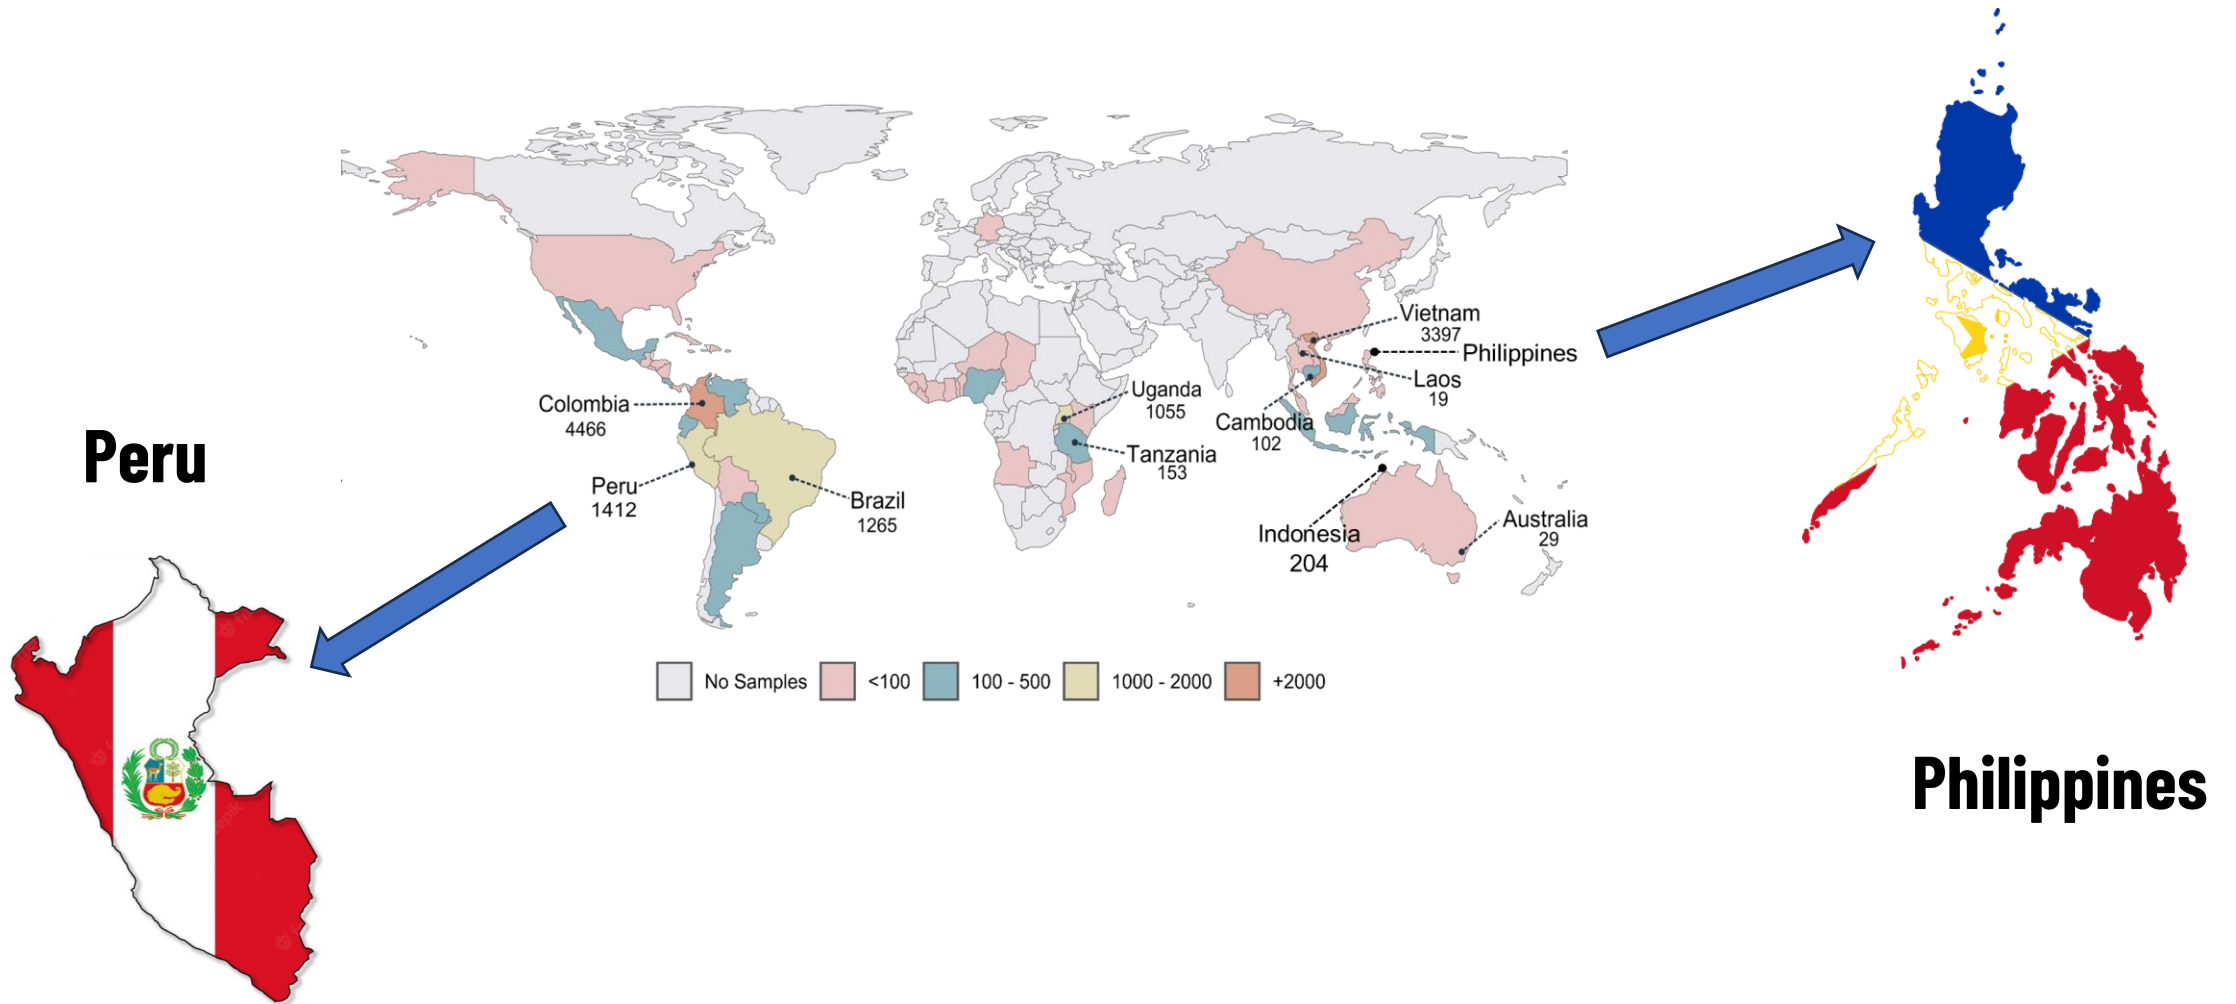 Peru
Philippines
Colombia
4466
Peru
1412
Brazil
1265
Uganda
1055
Tanzania
153
Vietnam
3397
Philippines
Laos
19
Cambodia
102
Indonesia
204
Australia
29
No Samples
<100
100 - 500
1000 - 2000
+2000